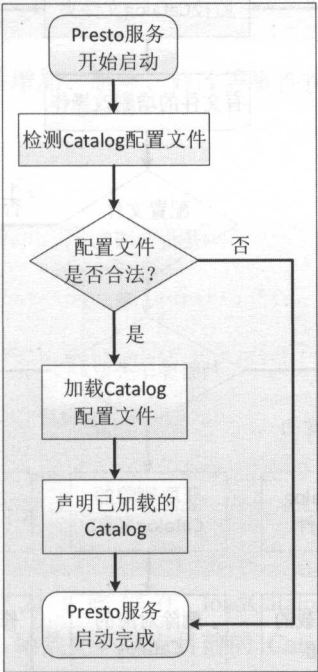 Presto服务
开始启动
检测Catalog配置文件
配置文件
是否合法?
否
是
加载Catalog
配置文件
声明已加载的
Catalog
Presto服务
启动完成